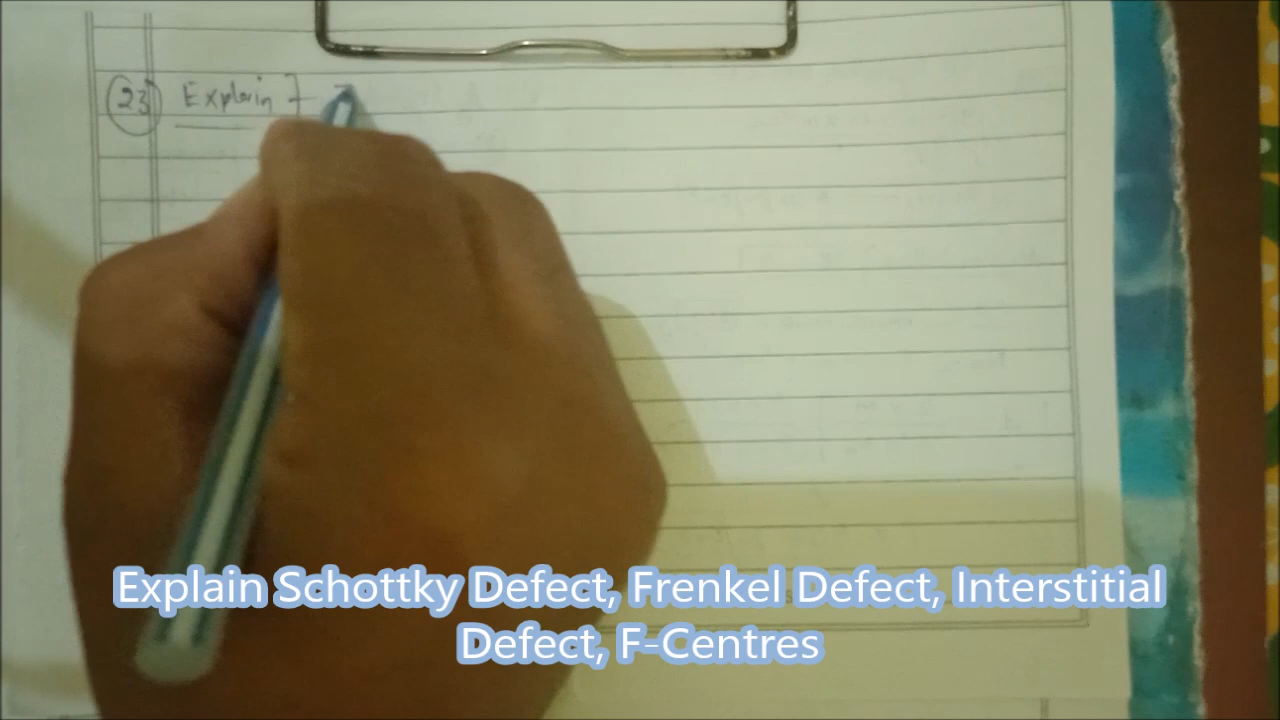 23 Explain
Explain Schottky Defect, Frenkel Defect, Interstitial
Defect, F-Centres